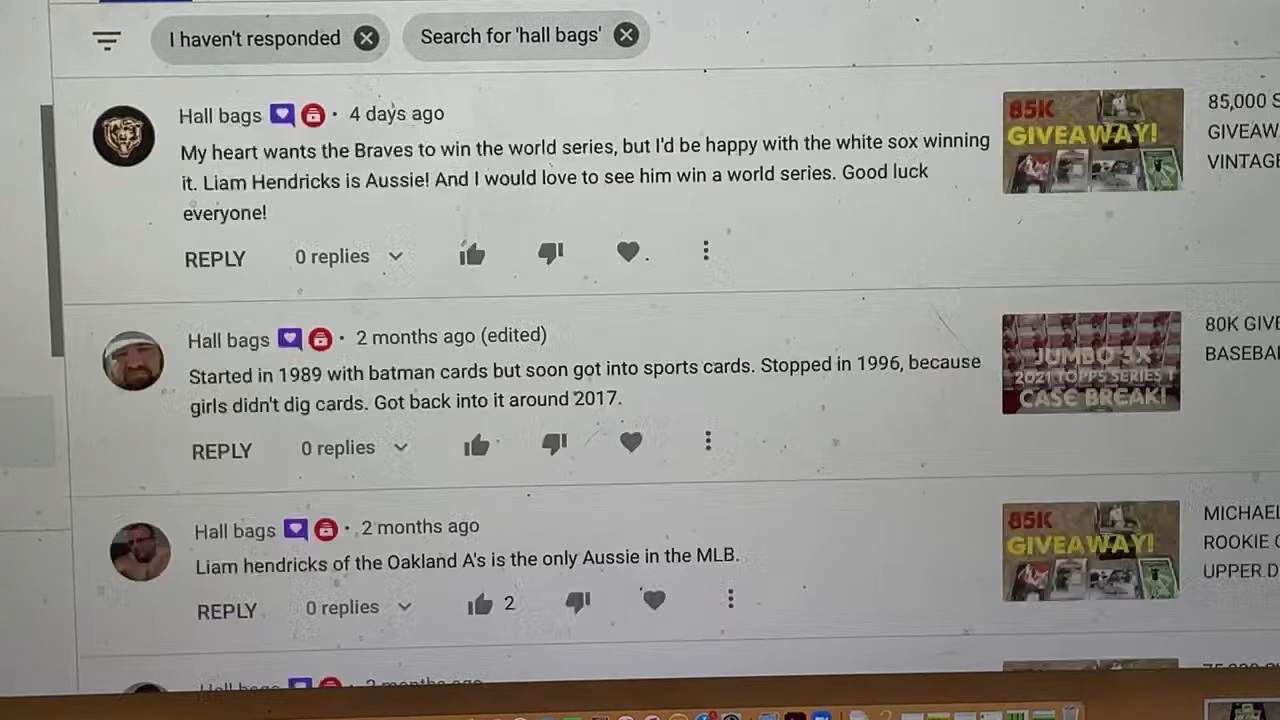 I haven't responded
Search for 'hall bags'
Hall bags · 4 days ago
My heart wants the Braves to win the world series, but I'd be happy with the white sox winning
it. Liam Hendricks is Aussie! And I would love to see him win a world series. Good luck
everyone!
REPLY 0 replies
85K
GIVEAWAY!
85,000 S
GIVEAW
VINTAGE
Hall bags · 2 months ago (edited)
Started in 1989 with batman cards but soon got into sports cards. Stopped in 1996, because
girls didn't dig cards. Got back into it around 2017.
REPLY 0 replies
JUMBO 3X
2021 TOPPS SERIES 1
CASE BREAK!
80K GIVE
BASEBA
Hall bags · 2 months ago
Liam hendricks of the Oakland A's is the only Aussie in the MLB.
REPLY 0 replies 2
85K
GIVEAWAY!
MICHAEL
ROOKIE
UPPER D
Hall bags · 2 months ago